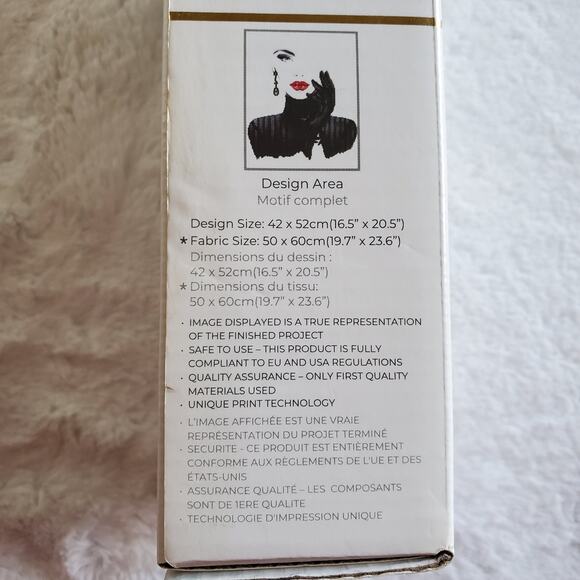 Design Area
Motif complet
Design Size: 42 x 52cm(16.5” x 20.5”)
* Fabric Size: 50 x 60cm(19.7” x 23.6”)
Dimensions du dessin :
42 x 52cm(16.5” x 20.5”)
* Dimensions du tissu:
50 x 60cm(19.7” x 23.6”)
· IMAGE DISPLAYED IS A TRUE REPRESENTATION
OF THE FINISHED PROJECT
· SAFE TO USE – THIS PRODUCT IS FULLY
COMPLIANT TO EU AND USA REGULATIONS
· QUALITY ASSURANCE – ONLY FIRST QUALITY
MATERIALS USED
· UNIQUE PRINT TECHNOLOGY
· L'IMAGE AFFICHÉE EST UNE VRAIE
REPRÉSENTATION DU PROJET TERMINÉ
· SECURITE - CE PRODUIT EST ENTIÈREMENT
CONFORME AUX RÈGLEMENTS DE L'UE ET DES
ÉTATS-UNIS
· ASSURANCE QUALITÉ – LES COMPOSANTS
SONT DE 1ERE QUALITE
· TECHNOLOGIE D'IMPRESSION UNIQUE